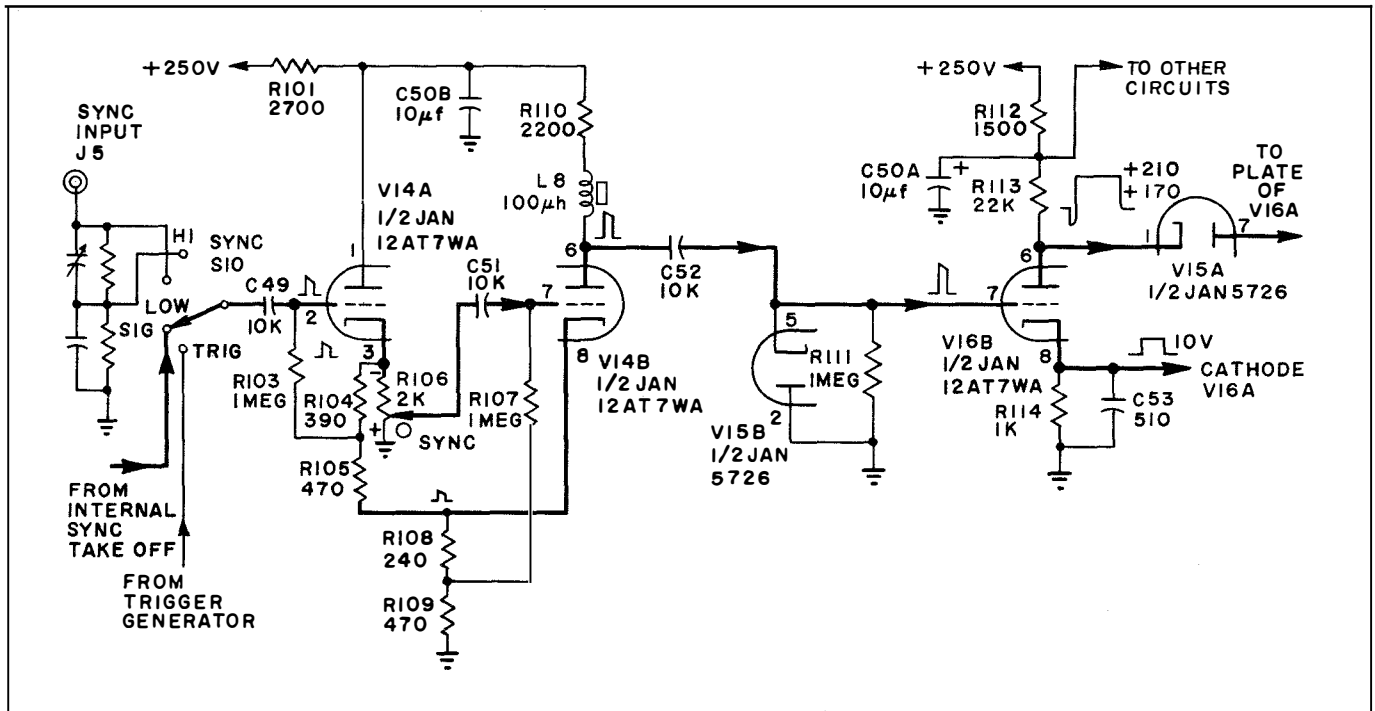 +250V
R101
2700
C50B
10µf
R110
2200
L8
100µh
SYNC
INPUT
J5
HI
SYNC
S10
LOW
SIG
TRIG
C49
10K
2
V14A
1/2 JAN
12AT7WA
1
3
R103
1MEG
R104
390
R105
470
R106
2K
-
+
SYNC
C51
10K
R107
1MEG
6
7
8
V14B
1/2 JAN
12AT7WA
R108
240
R109
470
FROM
INTERNAL
SYNC
TAKE OFF
FROM
TRIGGER
GENERATOR
C52
10K
5
2
R111
1MEG
V15B
1/2 JAN
5726
+250V
TO OTHER
CIRCUITS
R112
1500
C50A
+
10µf
R113
22K
+210
+170
TO
PLATE
OF
V16A
1
7
V15A
1/2 JAN 5726
6
7
8
V16B
1/2 JAN
12AT7WA
10V
CATHODE
V16A
R114
1K
C53
510